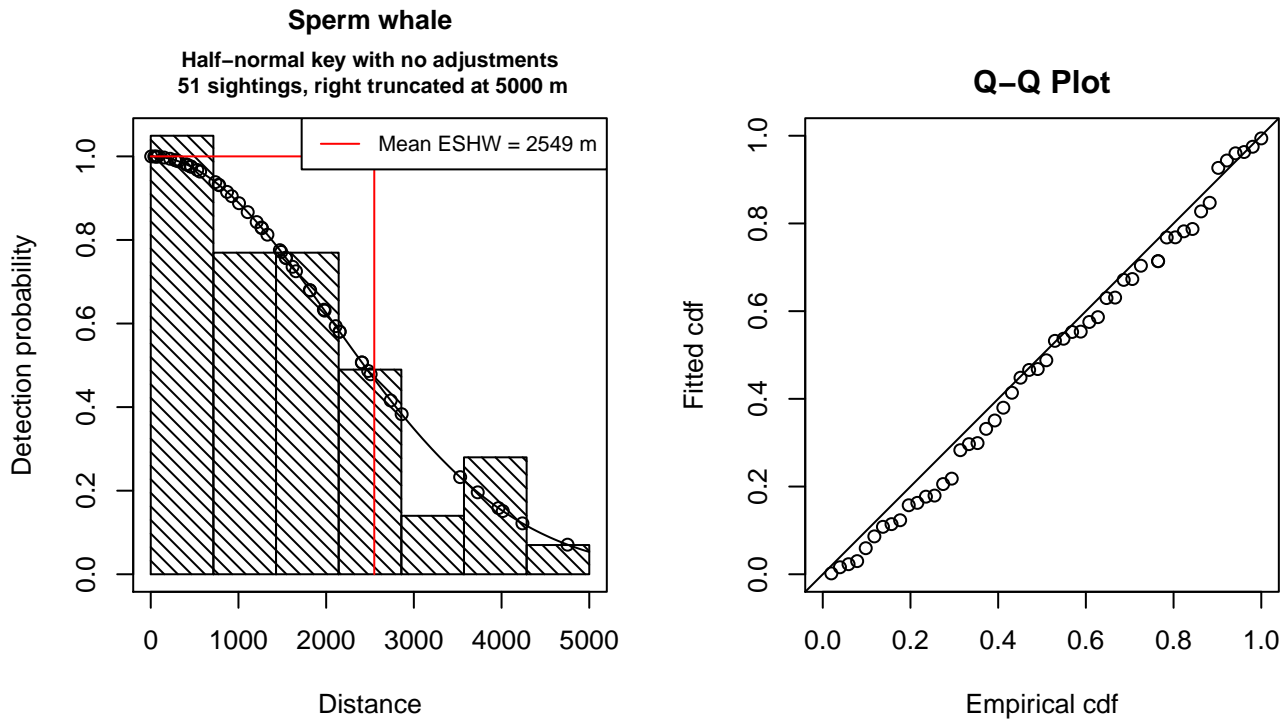 Sperm whale
Half−normal key with no adjustments
51 sightings, right truncated at 5000 m
Mean ESHW = 2549 m
Detection probability
0.0 0.2 0.4 0.6 0.8 1.0
0 1000 2000 3000 4000 5000
Distance
Q−Q Plot
Fitted cdf
0.0 0.2 0.4 0.6 0.8 1.0
0.0 0.2 0.4 0.6 0.8 1.0
Empirical cdf